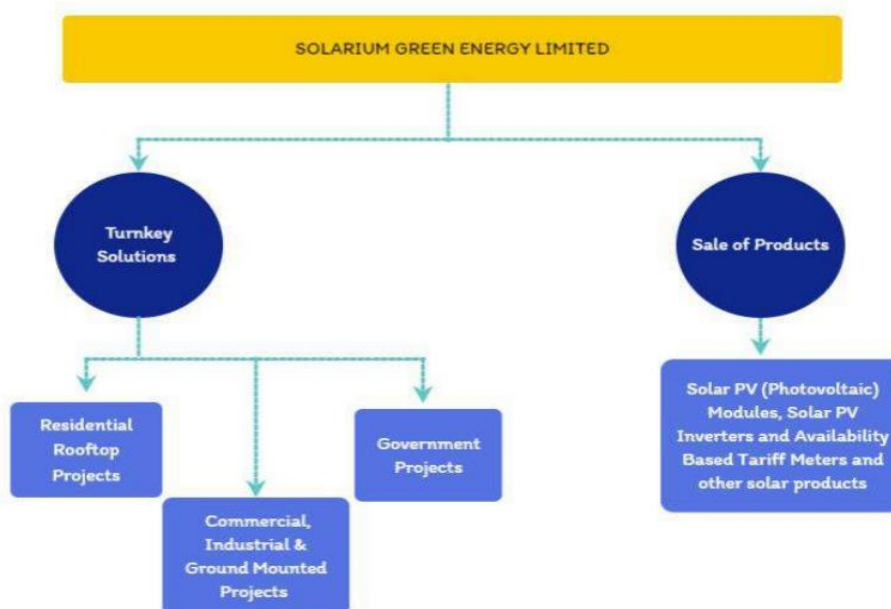 SOLARIUM GREEN ENERGY LIMITED
Turnkey
Solutions
Sale of Products
Residential
Rooftop
Projects
Commercial,
Industrial &
Ground Mounted
Projects
Government
Projects
Solar PV (Photovoltaic)
Modules, Solar PV
Inverters and Availability
Based Tariff Meters and
other solar products